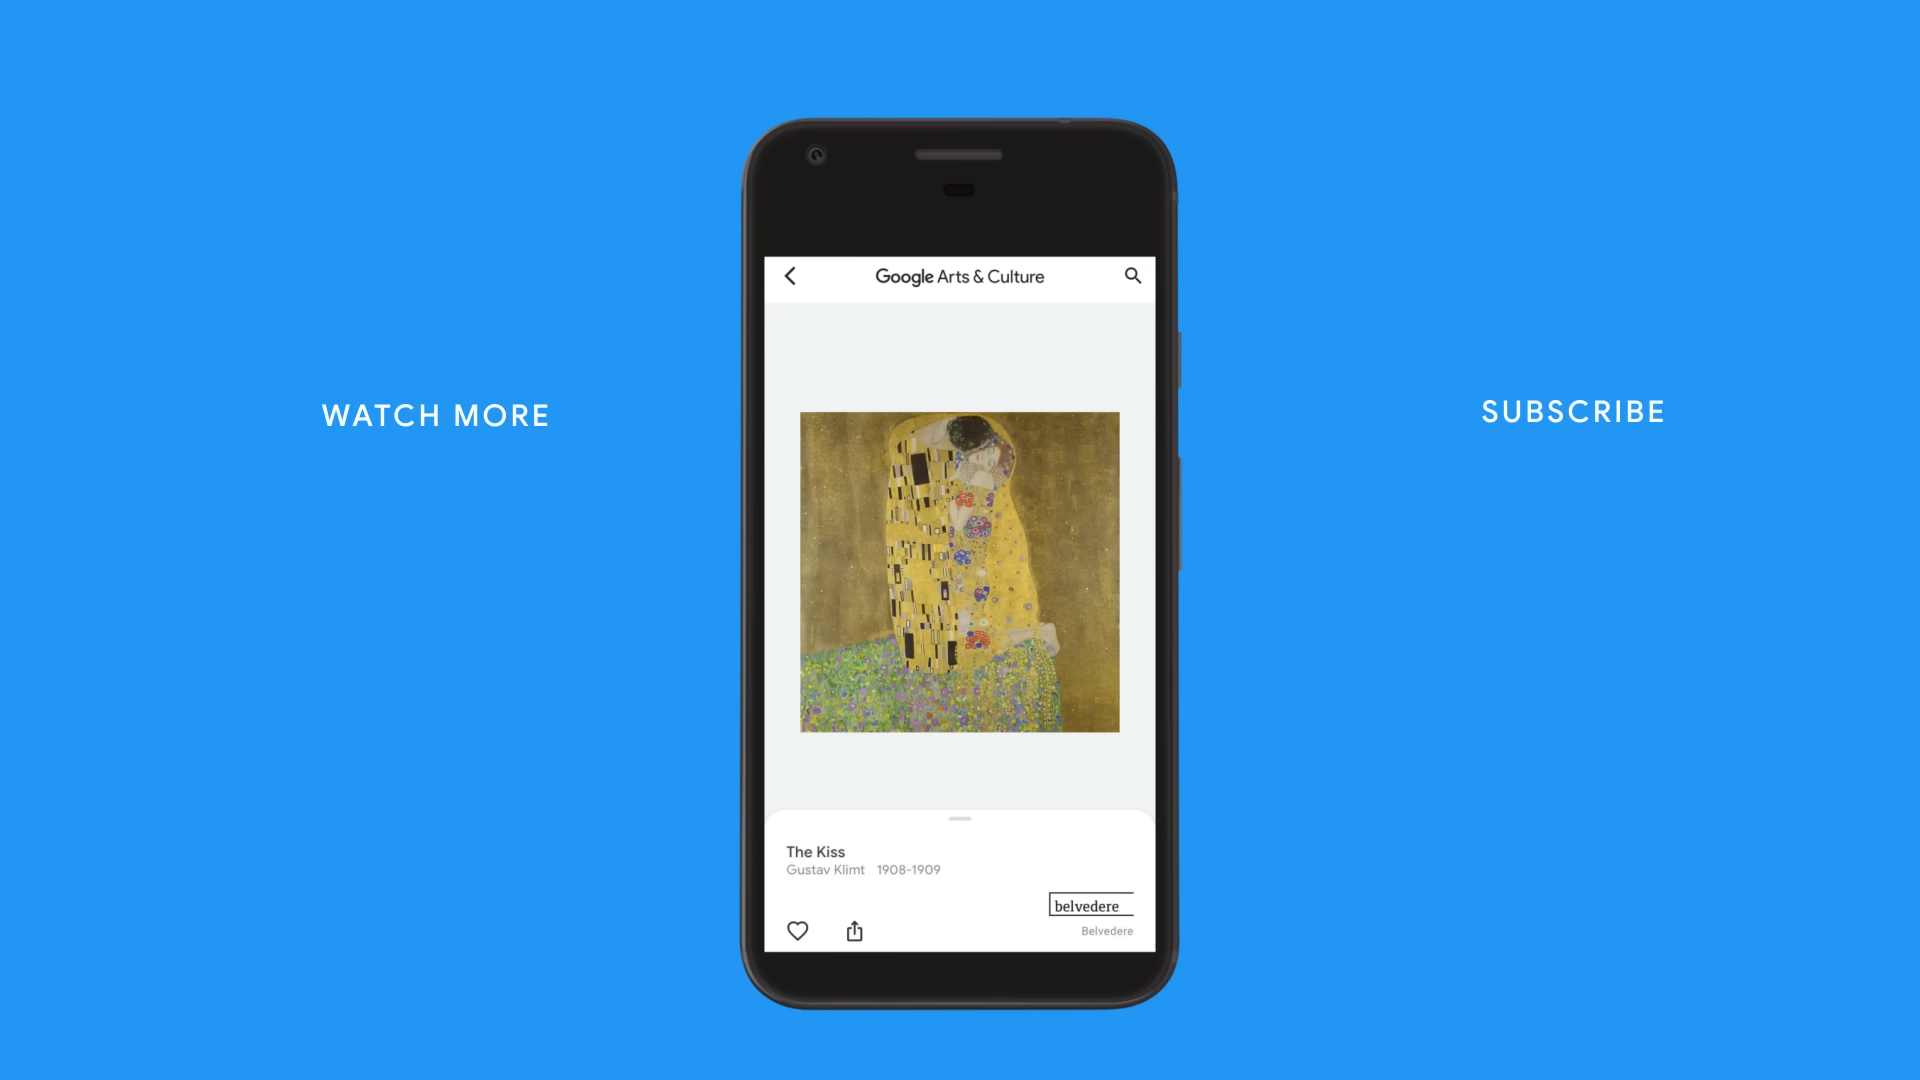 Google Arts & Culture
WATCH MORE
SUBSCRIBE
The Kiss
Gustav Klimt 1908-1909
belvedere
Belvedere